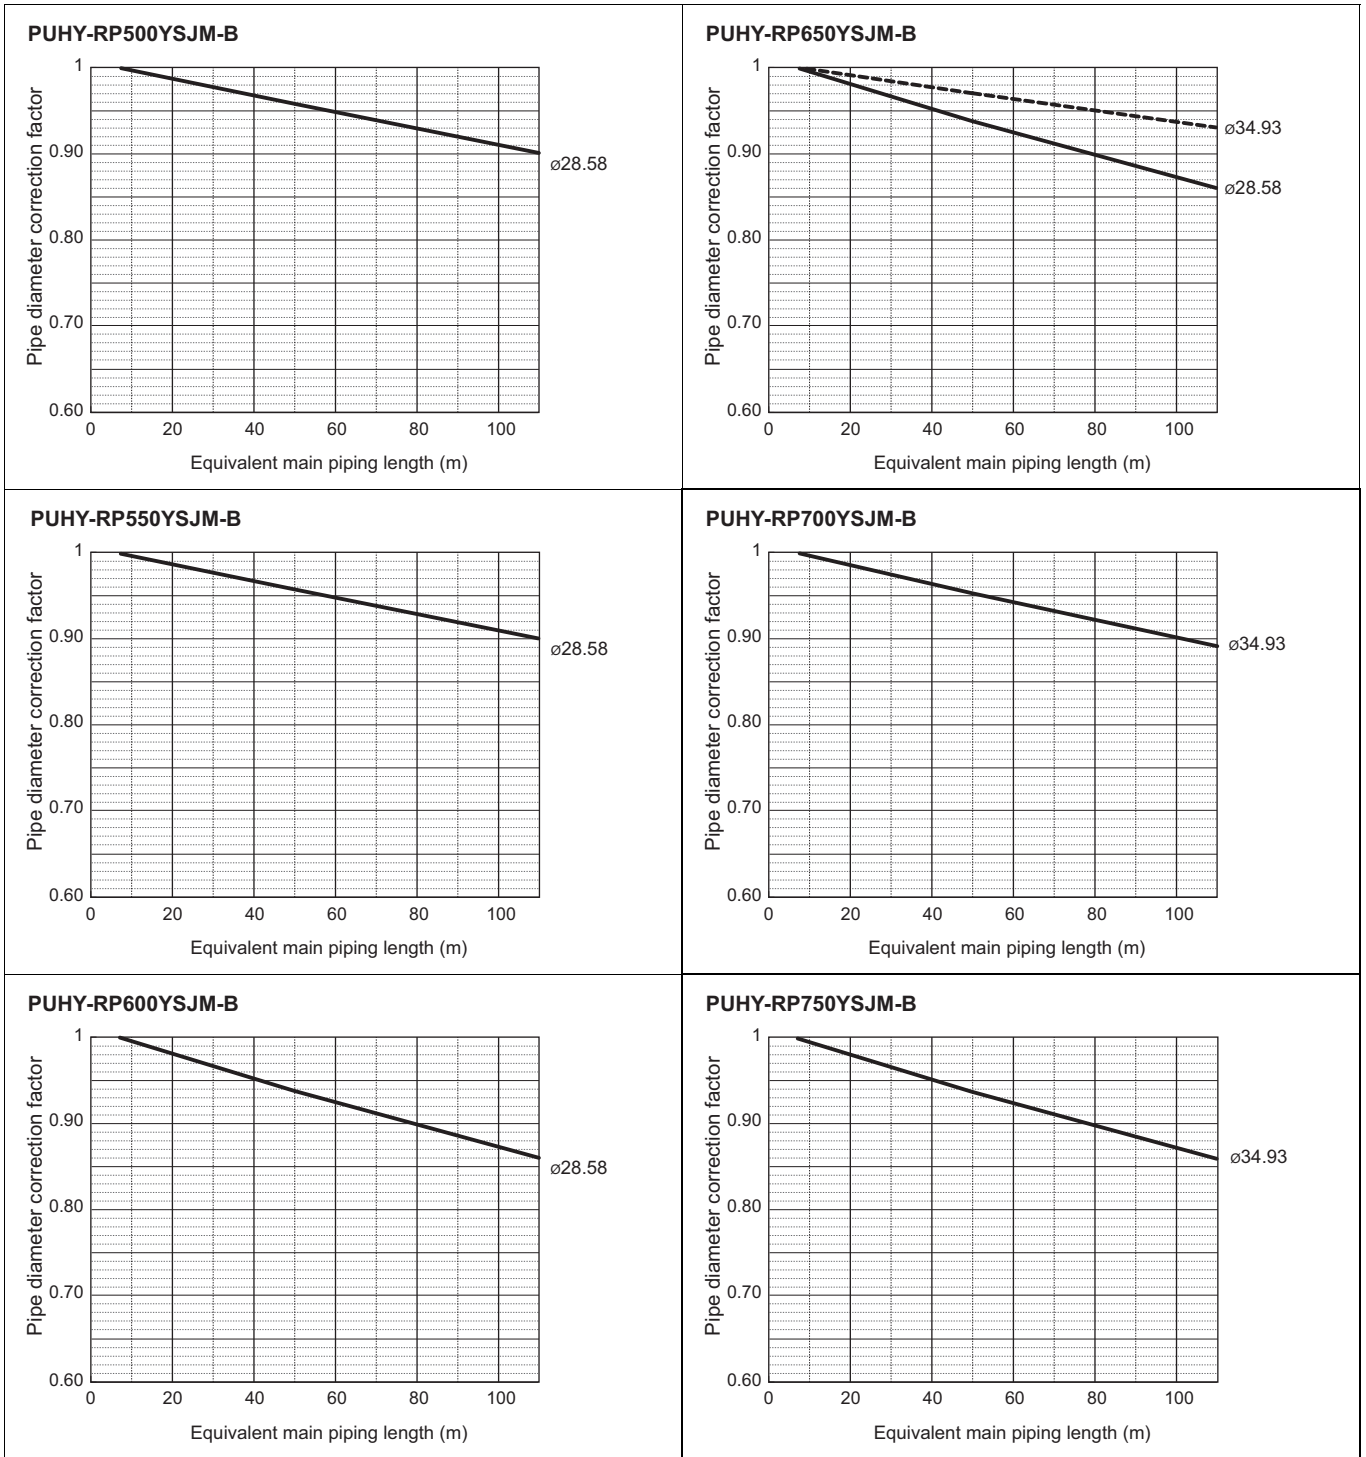 PUHY-RP500YSJM-B
Pipe diameter correction factor
1
0.90
0.80
0.70
0.60
0 20 40 60 80 100
Equivalent main piping length (m)
ø28.58
PUHY-RP650YSJM-B
Pipe diameter correction factor
1
0.90
0.80
0.70
0.60
0 20 40 60 80 100
Equivalent main piping length (m)
ø34.93
ø28.58
PUHY-RP550YSJM-B
Pipe diameter correction factor
1
0.90
0.80
0.70
0.60
0 20 40 60 80 100
Equivalent main piping length (m)
ø28.58
PUHY-RP700YSJM-B
Pipe diameter correction factor
1
0.90
0.80
0.70
0.60
0 20 40 60 80 100
Equivalent main piping length (m)
ø34.93
PUHY-RP600YSJM-B
Pipe diameter correction factor
1
0.90
0.80
0.70
0.60
0 20 40 60 80 100
Equivalent main piping length (m)
ø28.58
PUHY-RP750YSJM-B
Pipe diameter correction factor
1
0.90
0.80
0.70
0.60
0 20 40 60 80 100
Equivalent main piping length (m)
ø34.93